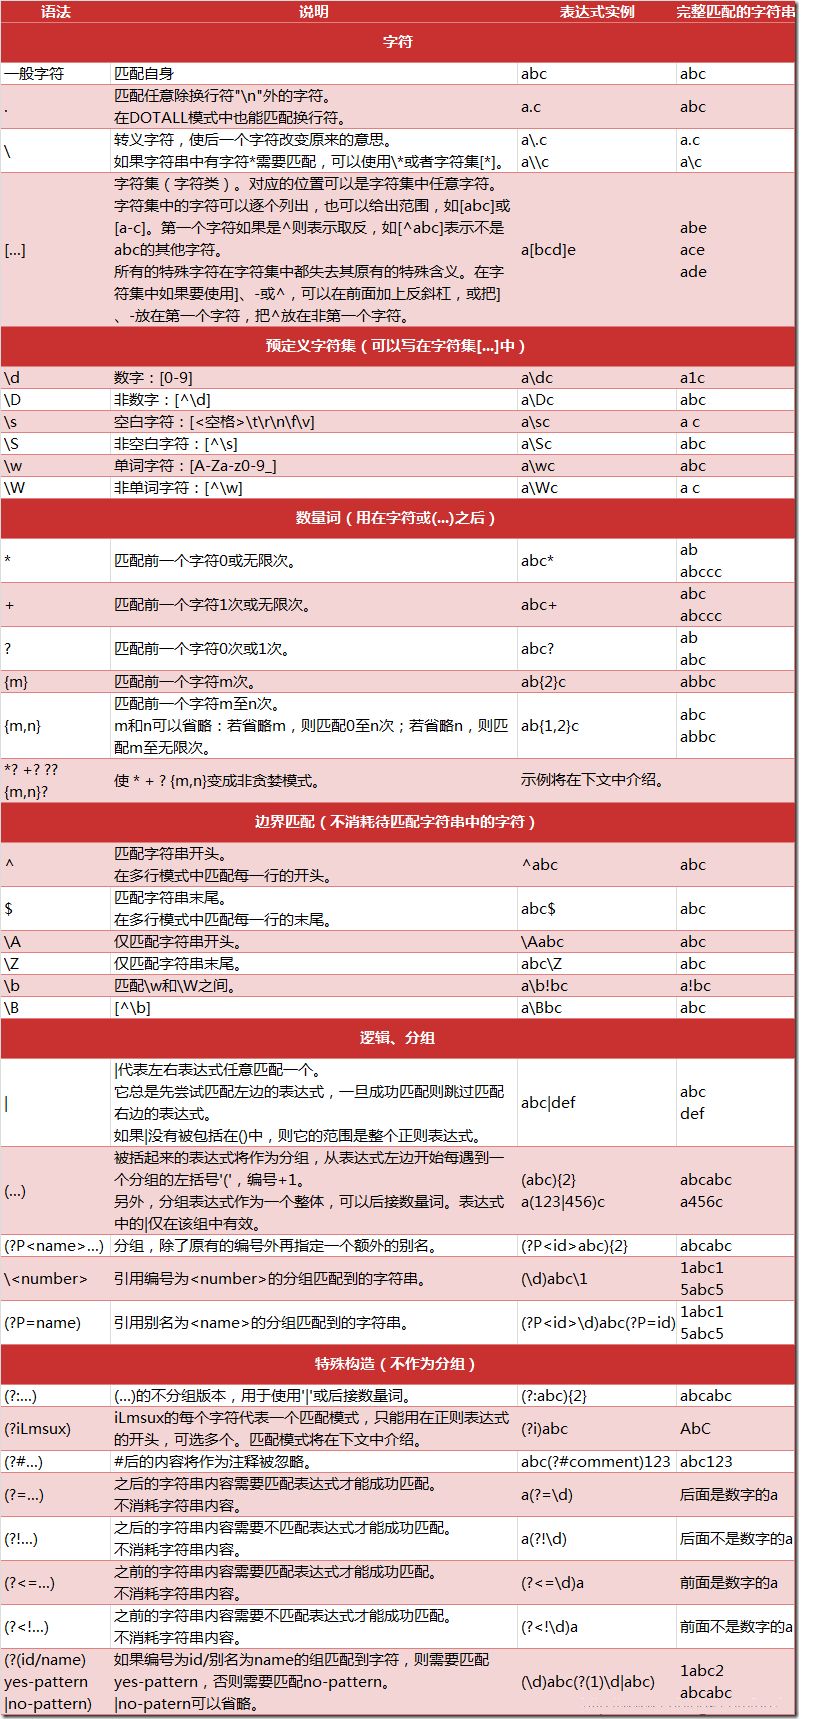 语法 说明 表达式实例 完整匹配的字符串
字符
一般字符 匹配自身 abc abc
. 匹配任意除换行符"\n"外的字符。
在DOTALL模式中也能匹配换行符。 a.c abc
\ 转义字符，使后一个字符改变原来的意思。 a\.c a.c
如果字符串中有字符*需要匹配，可以使用\*或者字符集[*]。 a\\c a\c
[...] 字符集（字符类）。对应的位置可以是字符集中任意字符。
字符集中的字符可以逐个列出，也可以给出范围，如[abc]或
[a-c]。第一个字符如果是^则表示取反，如[^abc]表示不是
abc的其他字符。
所有的特殊字符在字符集中都失去其原有的特殊含义。在字
符集中如果要使用]、-或^，可以在前面加上反斜杠，或把]
、-放在第一个字符，把^放在非第一个字符。
a[bcd]e
abe
ace
ade
预定义字符集（可以写在字符集[...]中）
\d 数字：[0-9] a\dc a1c
\D 非数字：[^\d] a\Dc abc
\s 空白字符：[<空格>\t\r\n\f\v] a\sc a c
\S 非空白字符：[^\s] a\Sc abc
\w 单词字符：[A-Za-z0-9_] a\wc abc
\W 非单词字符：[^\w] a\Wc a c
数量词（用在字符或(...)之后）
* 匹配前一个字符0或无限次。 abc* ab
abccc
+ 匹配前一个字符1次或无限次。 abc+ abc
abccc
? 匹配前一个字符0次或1次。 abc? ab
abc
{m} 匹配前一个字符m次。 ab{2}c abbc
{m,n} 匹配前一个字符m至n次。
m和n可以省略：若省略m，则匹配0至n次；若省略n，则匹
配m至无限次。
ab{1,2}c
abc
abbc
*? +? ??
{m,n}?
使 * + ? {m,n}变成非贪婪模式。 示例将在下文中介绍。
边界匹配（不消耗待匹配字符串中的字符）
^ 匹配字符串开头。
在多行模式中匹配每一行的开头。 ^abc abc
$ 匹配字符串末尾。
在多行模式中匹配每一行的末尾。 abc$ abc
\A 仅匹配字符串开头。 \Aabc abc
\Z 仅匹配字符串末尾。 abc\Z abc
\b 匹配\w和\W之间。 a\b!bc a!bc
\B [^\b] a\Bbc abc
逻辑、分组
| |代表左右表达式任意匹配一个。
它总是先尝试匹配左边的表达式，一旦成功匹配则跳过匹配
右边的表达式。
如果|没有被包括在()中，则它的范围是整个正则表达式。
abc|def
abc
def
(...) 被括起来的表达式将作为分组，从表达式左边开始每遇到一
个分组的左括号'('，编号+1。
另外，分组表达式作为一个整体，可以后接数量词。表达式
中的|仅在该组中有效。
(abc){2} abcabc
a(123|456)c a456c
(?P<name>...) 分组，除了原有的编号外再指定一个额外的别名。 (?P<id>abc){2} abcabc
\<number> 引用编号为<number>的分组匹配到的字符串。 (\d)abc\1 1abc1
5abc5
(?P=name) 引用别名为<name>的分组匹配到的字符串。 (?P<id>\d)abc(?P=id) 1abc1
5abc5
特殊构造（不作为分组）
(?:...) (...)的不分组版本，用于使用'|'或后接数量词。 (?:abc){2} abcabc
(?iLmsux) iLmsux的每个字符代表一个匹配模式，只能用在正则表达式
的开头，可选多个。匹配模式将在下文中介绍。 (?i)abc AbC
(?#...) #后的内容将作为注释被忽略。 abc(?#comment)123 abc123
(?=...) 之后的字符串内容需要匹配表达式才能成功匹配。
不消耗字符串内容。 a(?=\d) 后面是数字的a
(?!...) 之后的字符串内容需要不匹配表达式才能成功匹配。
不消耗字符串内容。 a(?!\d) 后面不是数字的a
(?<=...) 之前的字符串内容需要匹配表达式才能成功匹配。
不消耗字符串内容。 (?<=\d)a 前面是数字的a
(?<!...) 之前的字符串内容需要不匹配表达式才能成功匹配。
不消耗字符串内容。 (?<!\d)a 前面不是数字的a
(?(id/name) 如果编号为id/别名为name的组匹配到字符，则需要匹配
yes-pattern yes-pattern，否则需要匹配no-pattern。
|no-pattern) |no-patern可以省略。
(\d)abc(?(1)\d|abc)
1abc2
abcabc